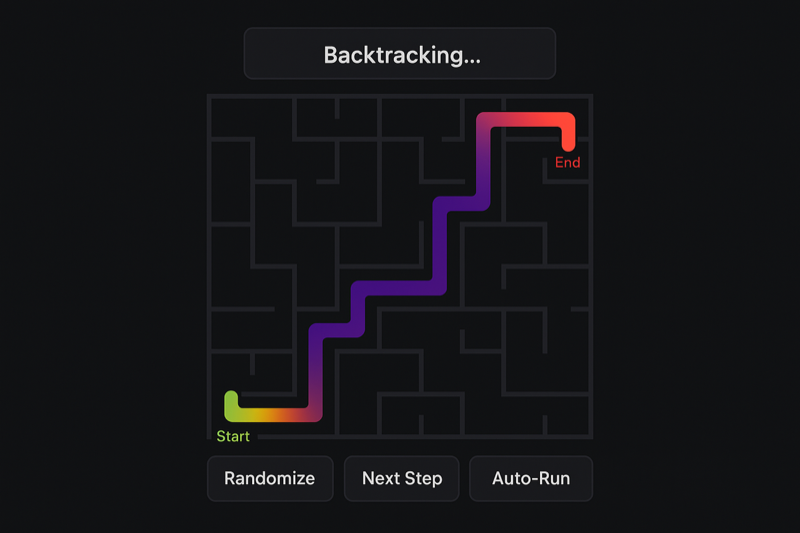 Backtracking...
End
Start
Randomize
Next Step
Auto-Run